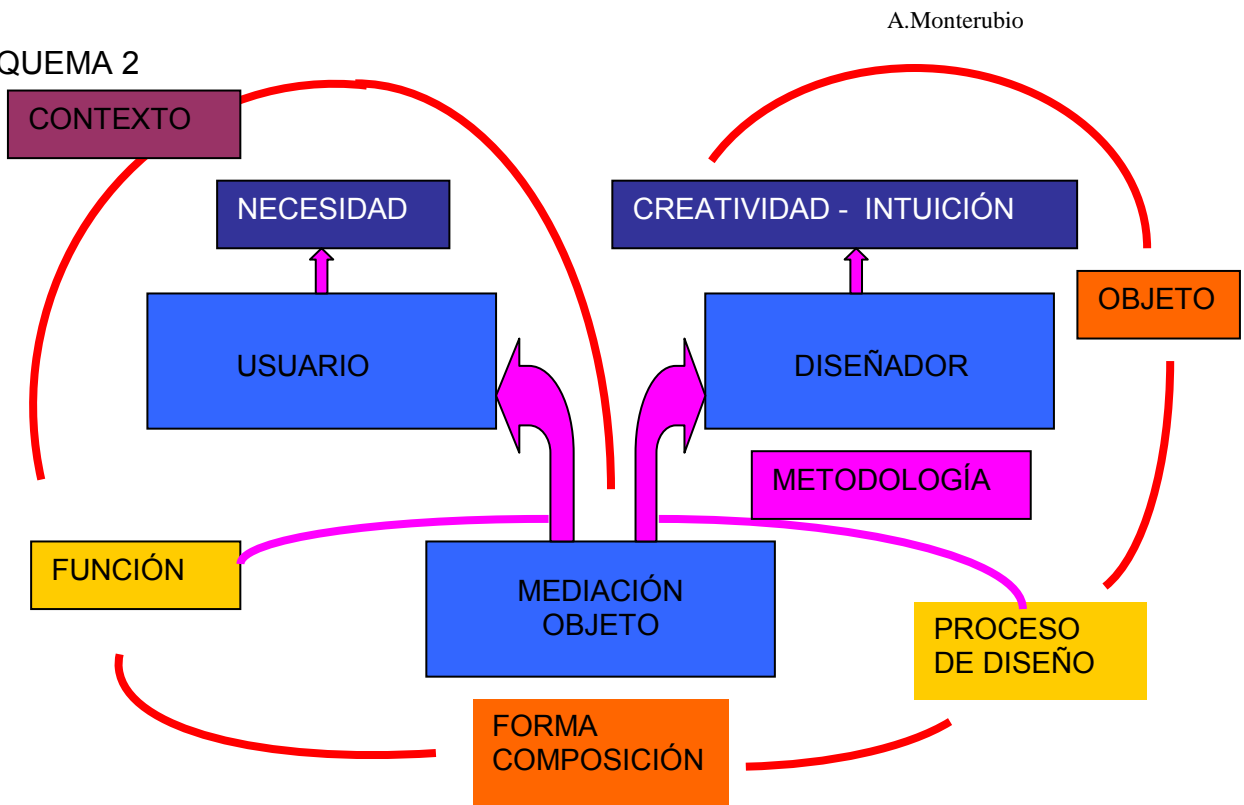 A.Monterubio
QUEMA 2
CONTEXTO
NECESIDAD
CREATIVIDAD - INTUICIÓN
OBJETO
USUARIO
DISEÑADOR
METODOLOGÍA
FUNCIÓN
MEDIACIÓN
OBJETO
PROCESO
DE DISEÑO
FORMA
COMPOSICIÓN